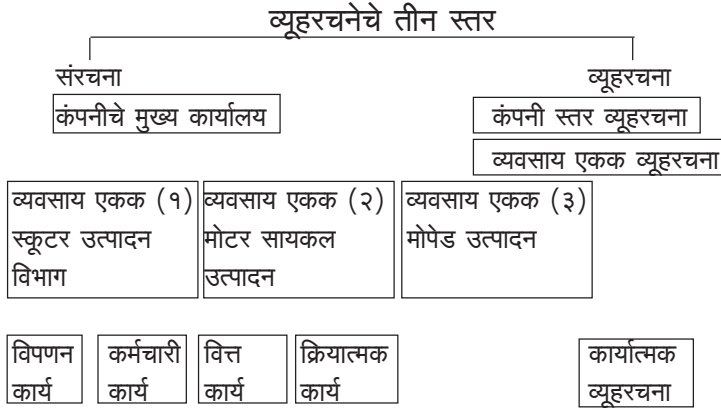 व्यूहरचनेचे तीन स्तर
संरचना
व्यूहरचना
कंपनीचे मुख्य कार्यालय
कंपनी स्तर व्यूहरचना
व्यवसाय एकक व्यूहरचना
व्यवसाय एकक (१)
स्कूटर उत्पादन
विभाग
व्यवसाय एकक (२)
मोटर सायकल
उत्पादन
व्यवसाय एकक (३)
मोपेड उत्पादन
विपणन
कार्य
कर्मचारी
कार्य
वित्त
कार्य
क्रियात्मक
कार्य
कार्यात्मक
व्यूहरचना